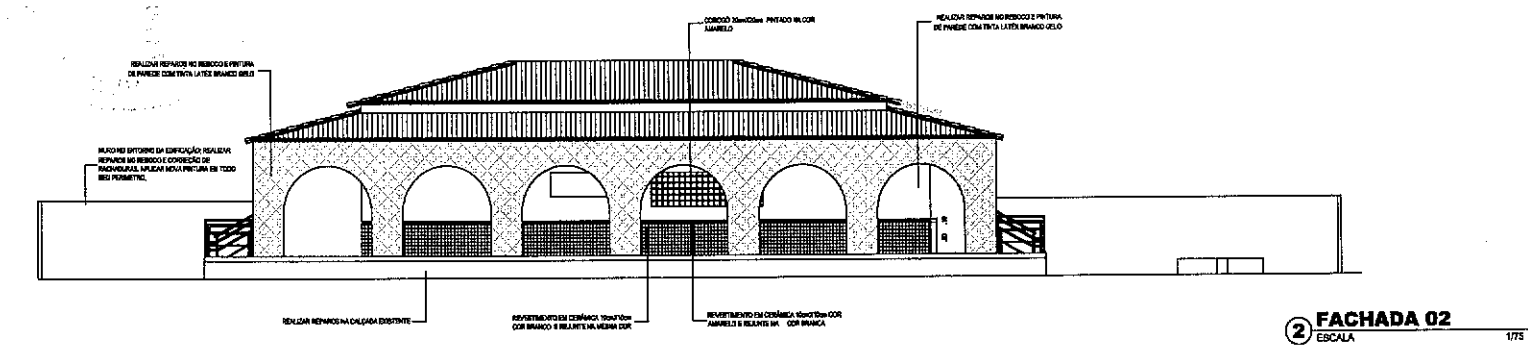 COBOGÓ 20cmX20cm PINTADO NA COR
AMARELO
REALIZAR REPAROS NO REBOCO E PINTURA
DE PAREDE COM TINTA LATÉX BRANCO GELO
REALIZAR REPAROS NO REBOCO E PINTURA
DE PAREDE COM TINTA LATÉX BRANCO GELO
MURO NO ENTORNO DA EDIFICAÇÃO; REALIZAR
REPAROS NO REBOCO E CORREÇÃO DE
RACHADURAS. APLICAR NOVA PINTURA EM TODO
SEU PERÍMETRO.
REALIZAR REPAROS NA CALÇADA EXISTENTE
REVERTIMENTO EM CERÂMICA 10cmX10cm
COR BRANCO E REJUNTE NA MESMA COR
REVERTIMENTO EM CERÂMICA 10cmX10cm COR
AMARELO E REJUNTE NA COR BRANCA
2 FACHADA 02
ESCALA 1/75